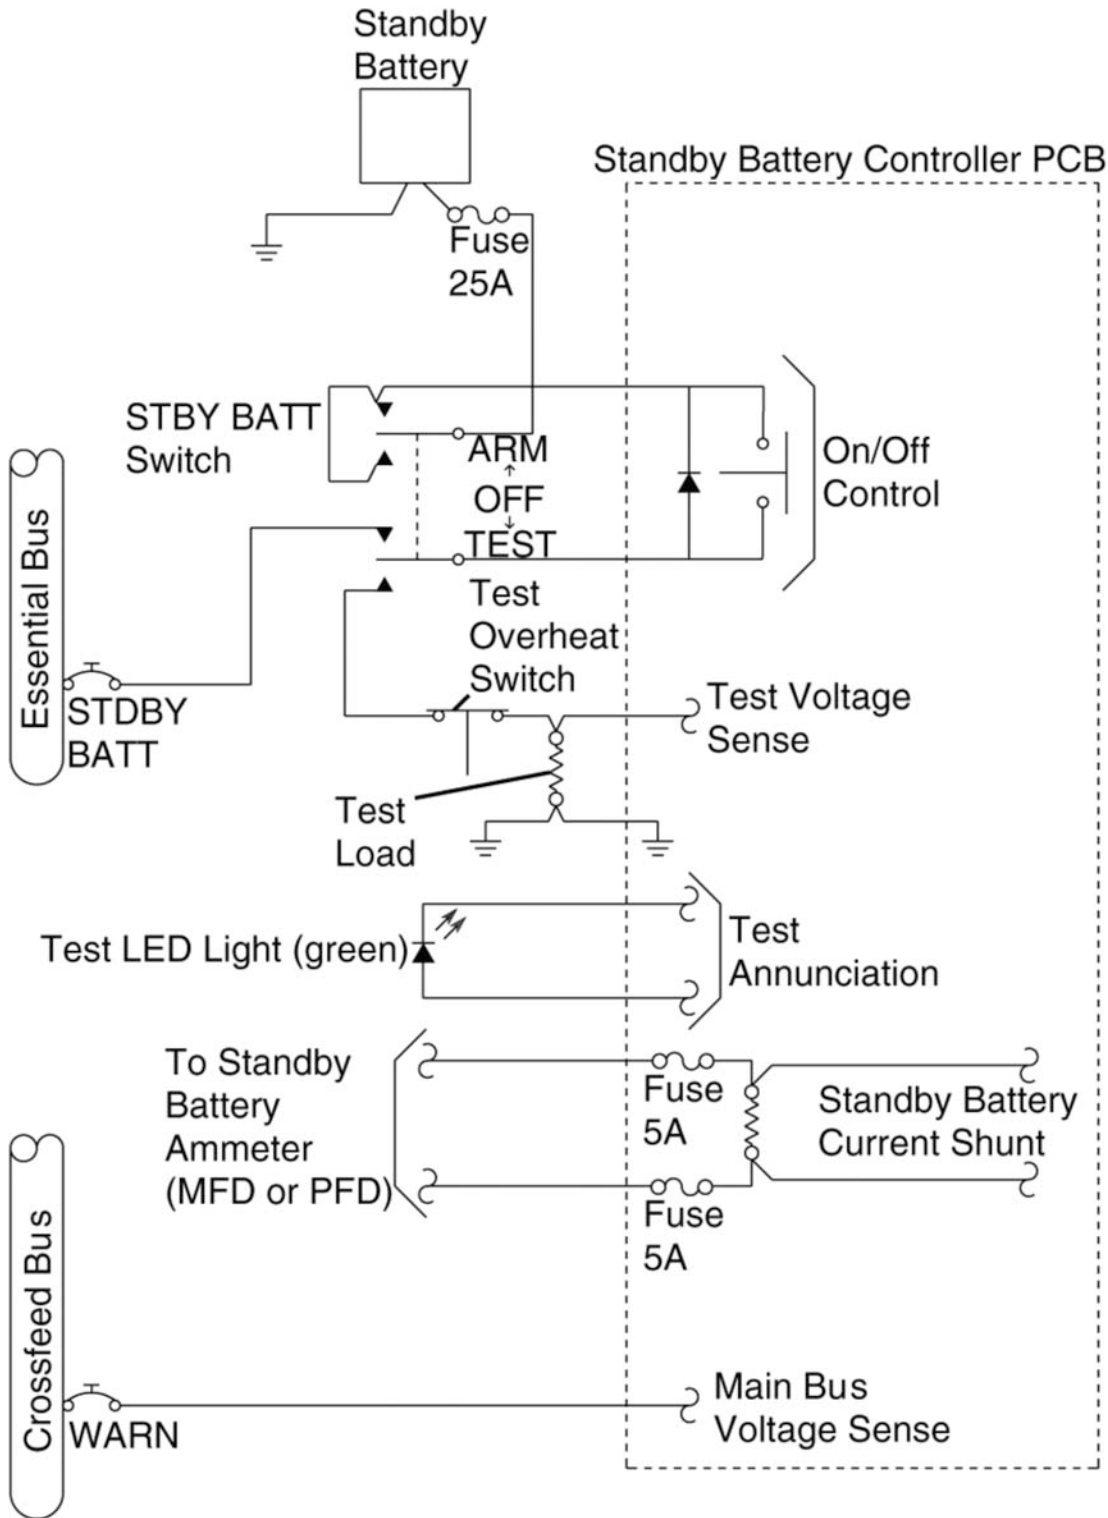 Standby
Battery
Standby Battery Controller PCB
Fuse
25A
STBY BATT
Switch
ARM
OFF
TEST
On/Off
Control
Essential Bus
STDBY
BATT
Test
Overheat
Switch
Test Voltage
Sense
Test
Load
Test LED Light (green)
Test
Annunciation
To Standby
Battery
Ammeter
(MFD or PFD)
Fuse
5A
Standby Battery
Current Shunt
Fuse
5A
Crossfeed Bus
WARN
Main Bus
Voltage Sense